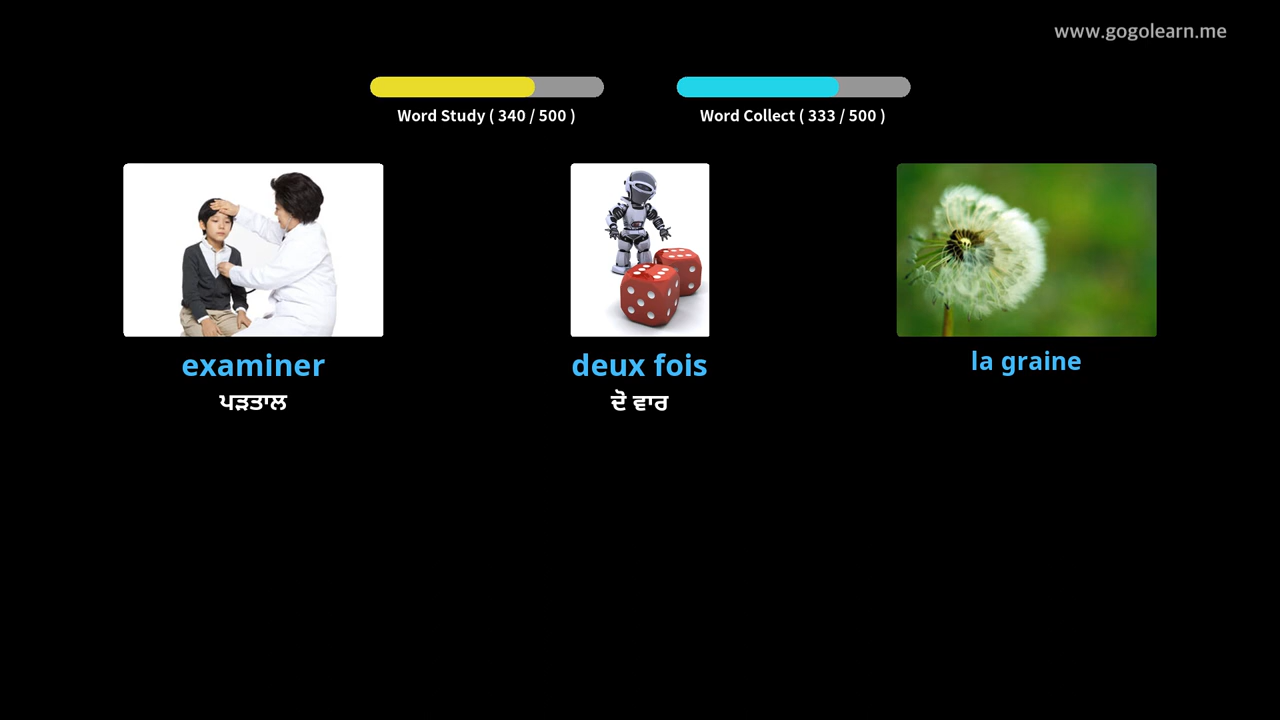 www.gogolearn.me
Word Study ( 340 / 500 )
Word Collect ( 333 / 500 )
examiner
ਪੜਤਾਲ
deux fois
ਦੋ ਵਾਰ
la graine